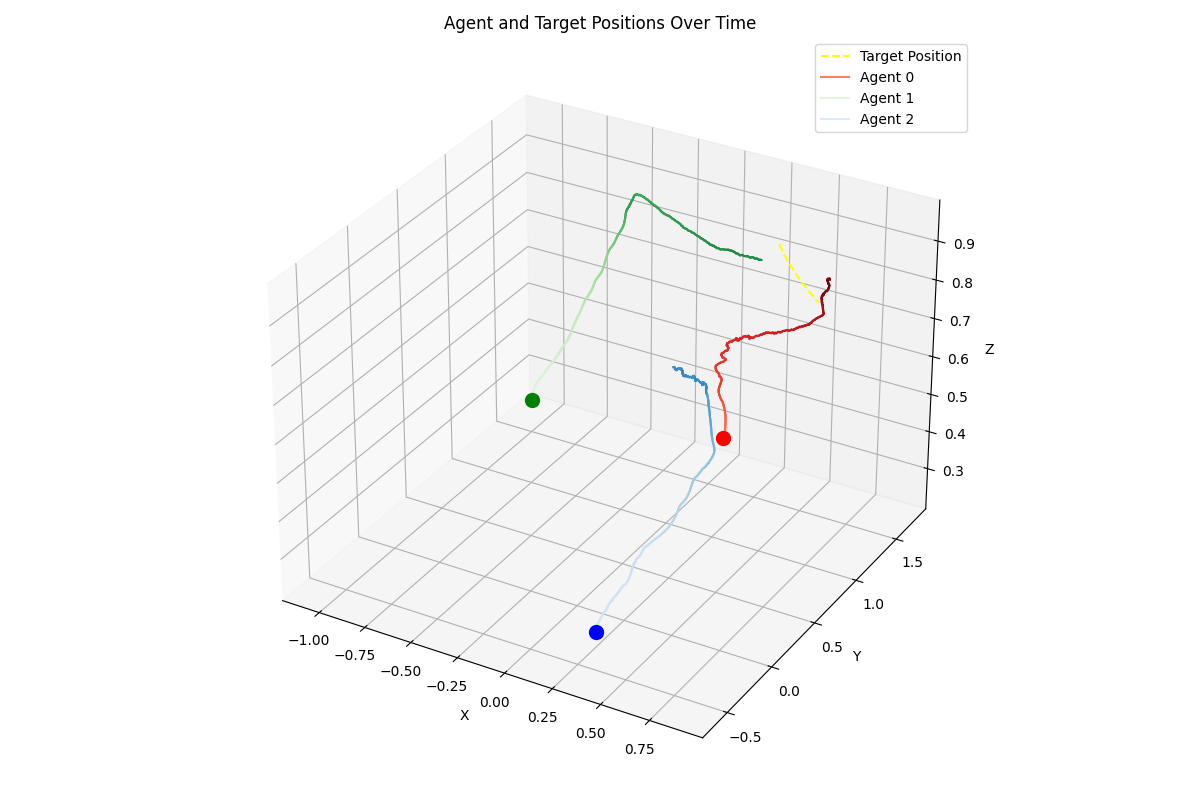 Agent and Target Positions Over Time
Target Position
Agent 0
Agent 1
Agent 2
0.9
0.8
0.7
0.6
0.5
0.4
0.3
Z
1.5
1.0
0.5
0.0
−0.5
Y
−1.00
−0.75
−0.50
−0.25
0.00
0.25
0.50
0.75
X